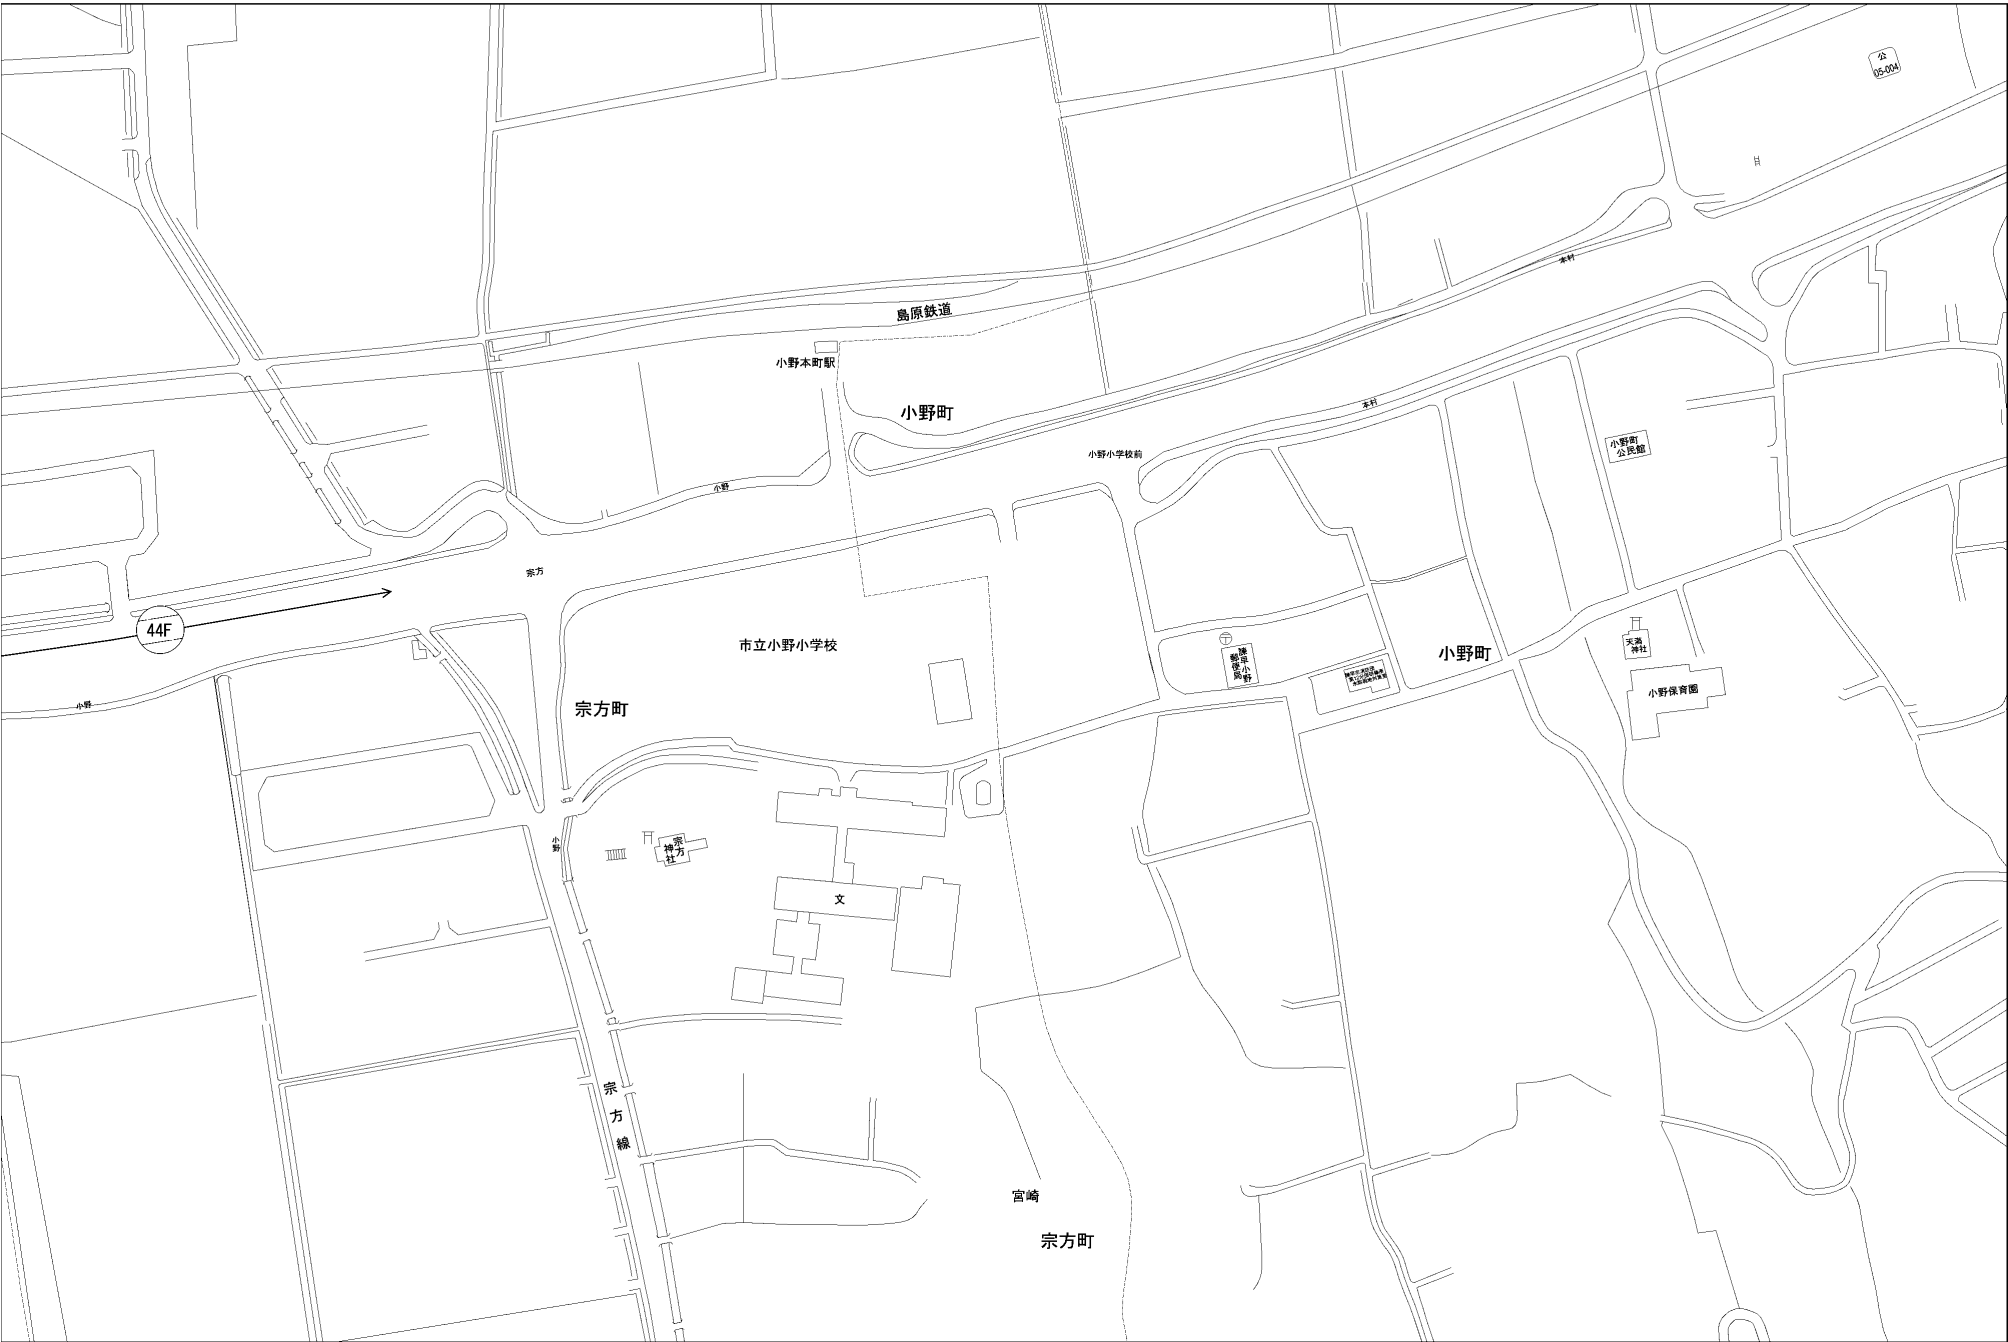 公
05-004
本村
島原鉄道
小野本町駅
小野町
本村
小野小学校前
小野町
公民館
小野
宗方
44F
市立小野小学校
諫早小野
郵便局
小野町
天満
神社
小野保育園
小野
宗方町
小野
宗方
神社
文
宗方線
宮崎
宗方町